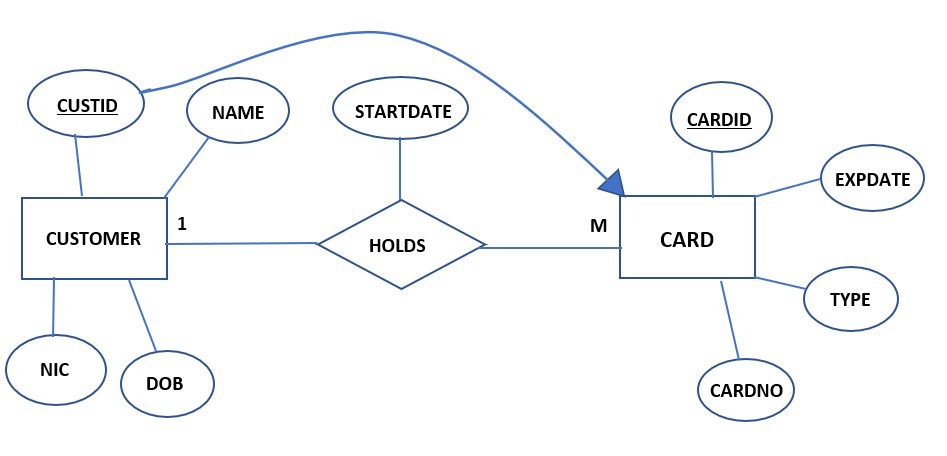 CUSTID
NAME
STARTDATE
CARDID
EXPDATE
CUSTOMER
1
HOLDS
M
CARD
TYPE
NIC
DOB
CARDNO